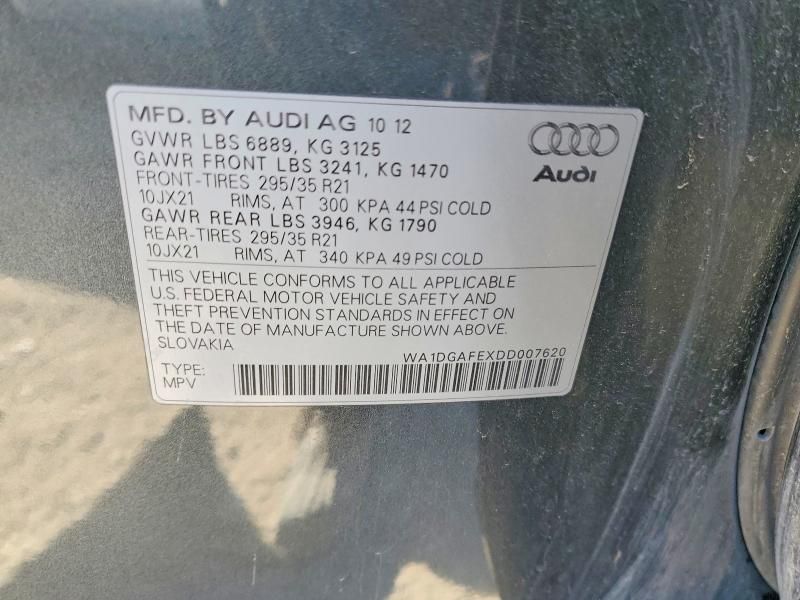 MFD. BY AUDI AG 10 12
GVWR LBS 6889, KG 3125
GAWR FRONT LBS 3241, KG 1470
FRONT-TIRES 295/35 R21
10JX21 RIMS, AT 300 KPA 44 PSI COLD
GAWR REAR LBS 3946, KG 1790
REAR-TIRES 295/35 R21
10JX21 RIMS, AT 340 KPA 49 PSI COLD
Audi
THIS VEHICLE CONFORMS TO ALL APPLICABLE
U.S. FEDERAL MOTOR VEHICLE SAFETY AND
THEFT PREVENTION STANDARDS IN EFFECT ON
THE DATE OF MANUFACTURE SHOWN ABOVE.
SLOVAKIA
WA1DGAFEXDD007620
TYPE:
MPV